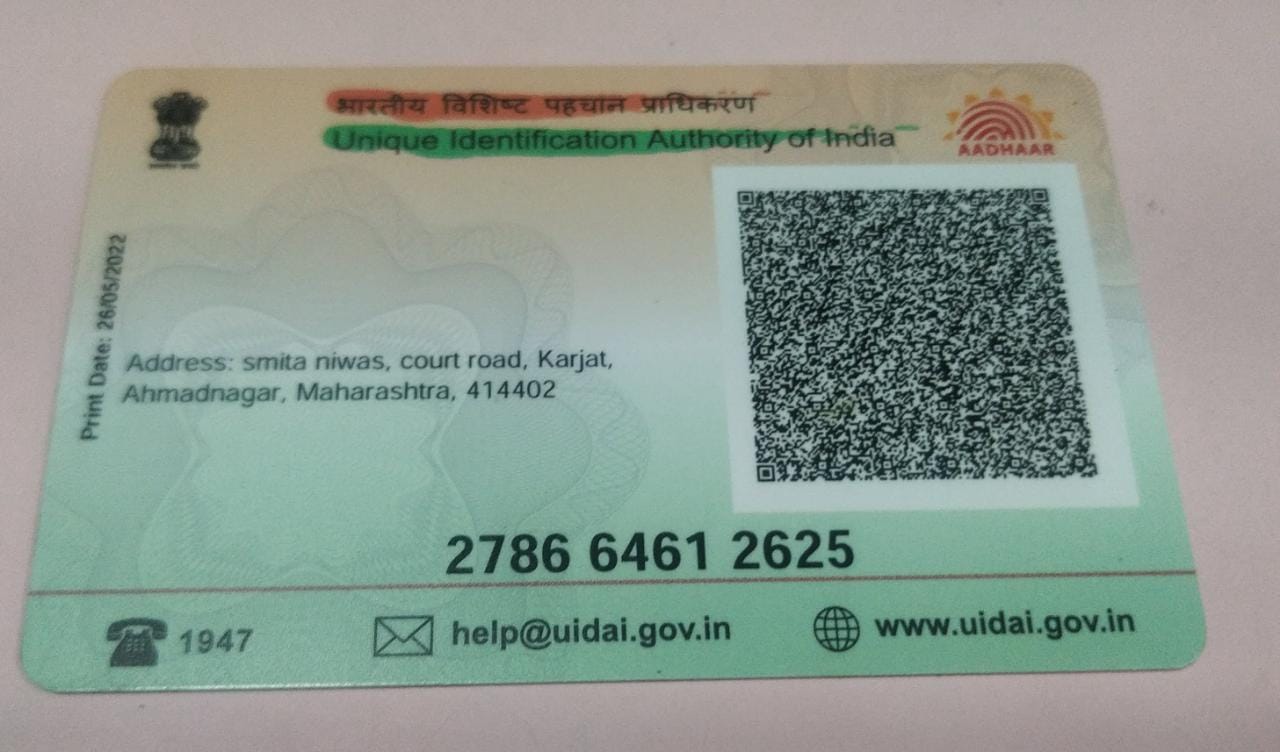 भारतीय विशिष्ट पहचान प्राधिकरण
Unique Identification Authority of India
AADHAAR
Print Date: 26/05/2022
Address: smita niwas, court road, Karjat,
Ahmadnagar, Maharashtra, 414402
2786 6461 2625
1947
help@uidai.gov.in
www.uidai.gov.in